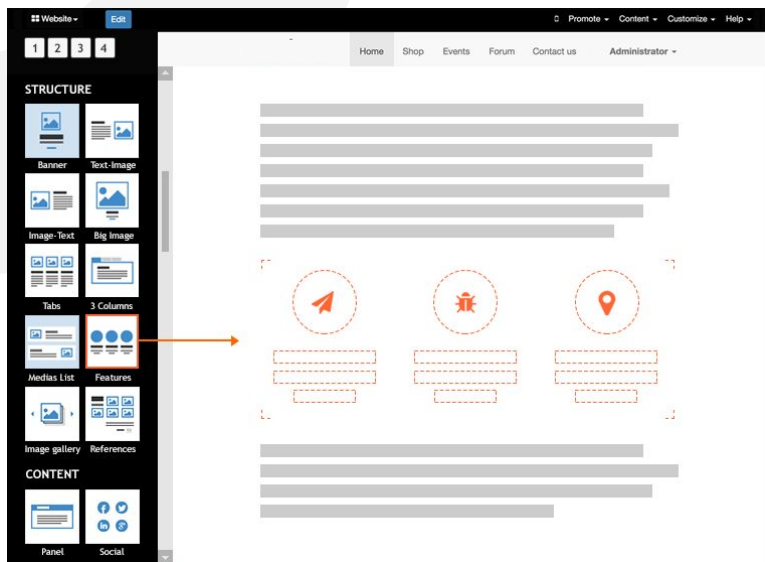 Website
Edit
Promote
Content
Customize
Help
1 2 3 4
Home
Shop
Events
Forum
Contact us
Administrator
STRUCTURE
Banner
Text-Image
Image-Text
Big Image
Tabs
3 Columns
Medias List
Features
Image gallery
References
CONTENT
Panel
Social